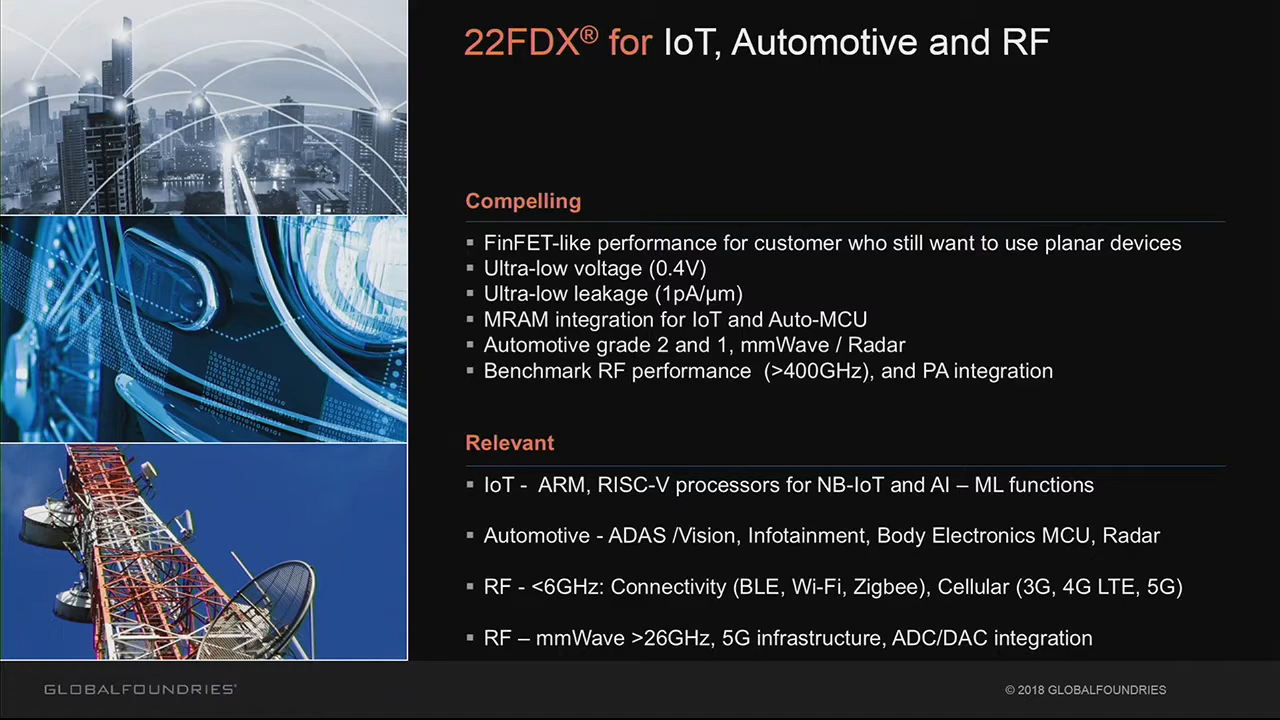 22FDX® for IoT, Automotive and RF
Compelling
▪ FinFET-like performance for customer who still want to use planar devices
▪ Ultra-low voltage (0.4V)
▪ Ultra-low leakage (1pA/µm)
▪ MRAM integration for IoT and Auto-MCU
▪ Automotive grade 2 and 1, mmWave / Radar
▪ Benchmark RF performance (>400GHz), and PA integration
Relevant
▪ IoT - ARM, RISC-V processors for NB-IoT and AI – ML functions
▪ Automotive - ADAS /Vision, Infotainment, Body Electronics MCU, Radar
▪ RF - <6GHz: Connectivity (BLE, Wi-Fi, Zigbee), Cellular (3G, 4G LTE, 5G)
▪ RF – mmWave >26GHz, 5G infrastructure, ADC/DAC integration
GLOBALFOUNDRIES®
© 2018 GLOBALFOUNDRIES